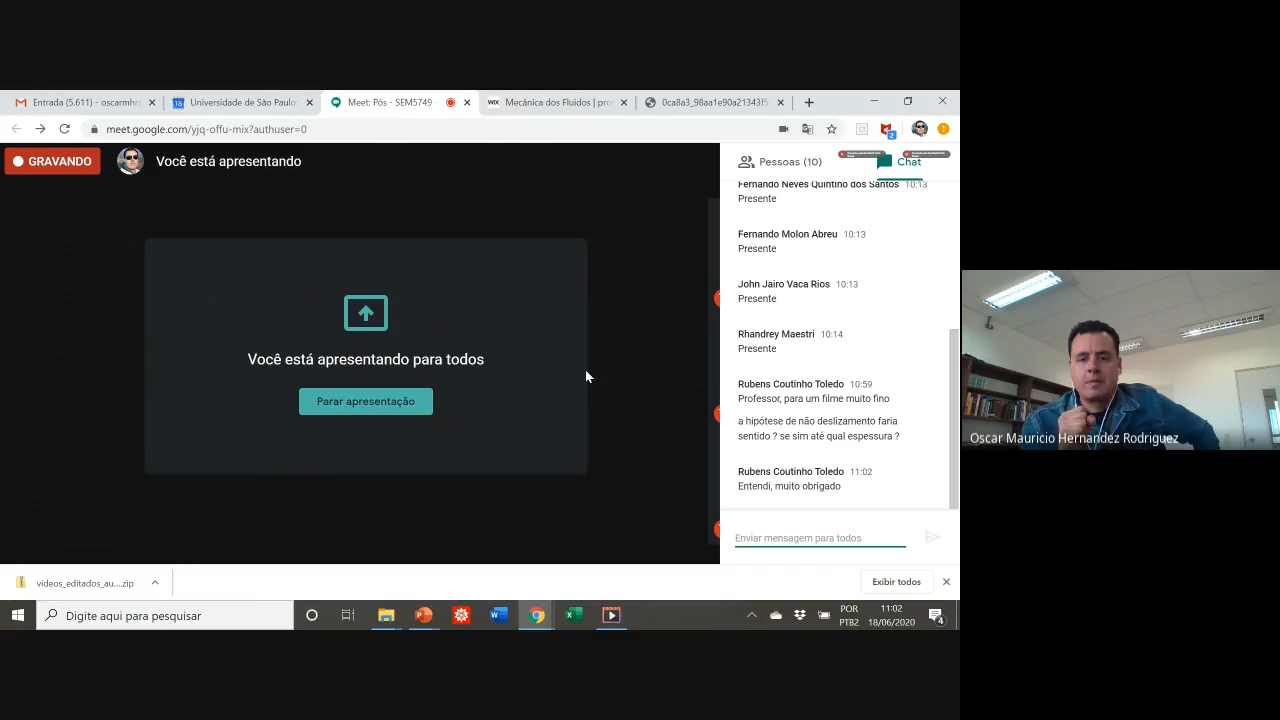 Entrada (5.611) - oscarmhr
Universidade de São Paulo
Meet: Pós - SEM5749 -
WIX Mecânica dos Fluidos | pro
0ca8a3_98aa1e90a21343f5
meet.google.com/yjq-offu-mix?authuser=0
2
GRAVANDO
Você está apresentando
Pessoas (10)
Chat
Fernando Neves Quintino dos Santos 10:13
Presente
Fernando Molon Abreu 10:13
Presente
John Jairo Vaca Rios 10:13
Presente
Rhandrey Maestri 10:14
Presente
Rubens Coutinho Toledo 10:59
Professor, para um filme muito fino
a hipótese de não deslizamento faria
sentido ? se sim até qual espessura ?
Rubens Coutinho Toledo 11:02
Entendi, muito obrigado
Enviar mensagem para todos
Você está apresentando para todos
Parar apresentação
Oscar Mauricio Hernandez Rodriguez
videos_editados_au....zip
Exibir todos
Digite aqui para pesquisar
POR
PTB2
11:02
18/06/2020
4